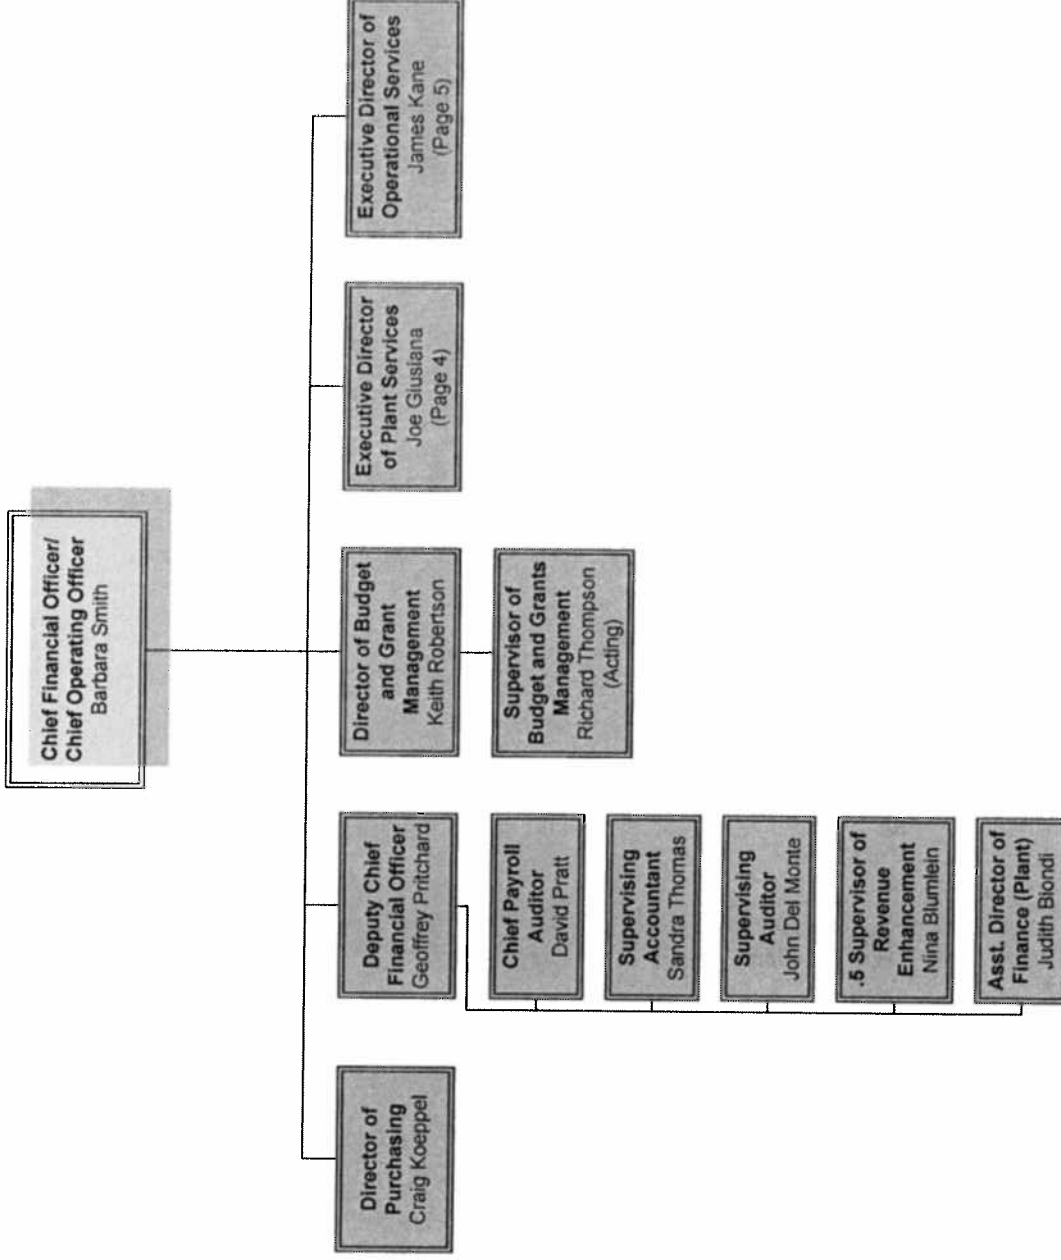 Chief Financial Officer/
Chief Operating Officer
Barbara Smith
Director of
Purchasing
Craig Koeppel
Deputy Chief
Financial Officer
Geoffrey Pritchard
Director of Budget
and Grant
Management
Keith Robertson
Executive Director
of Plant Services
Joe Giusiana
(Page 4)
Executive Director of
Operational Services
James Kane
(Page 5)
Chief Payroll
Auditor
David Pratt
Supervising
Accountant
Sandra Thomas
Supervising
Auditor
John Del Monte
.5 Supervisor of
Revenue
Enhancement
Nina Blumlein
Asst. Director of
Finance (Plant)
Judith Biondi
Supervisor of
Budget and Grants
Management
Richard Thompson
(Acting)